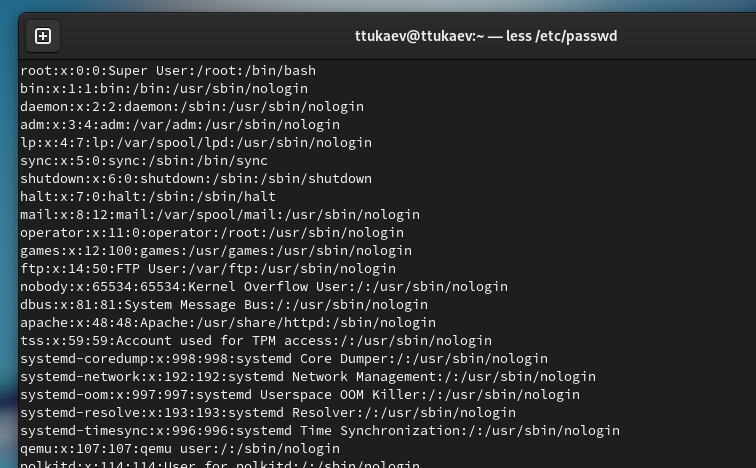 ttukaev@ttukaev:~ — less /etc/passwd
root:x:0:0:Super User:/root:/bin/bash
bin:x:1:1:bin:/bin:/usr/sbin/nologin
daemon:x:2:2:daemon:/sbin:/usr/sbin/nologin
adm:x:3:4:adm:/var/adm:/usr/sbin/nologin
lp:x:4:7:lp:/var/spool/lpd:/usr/sbin/nologin
sync:x:5:0:sync:/sbin:/bin/sync
shutdown:x:6:0:shutdown:/sbin:/sbin/shutdown
halt:x:7:0:halt:/sbin:/sbin/halt
mail:x:8:12:mail:/var/spool/mail:/usr/sbin/nologin
operator:x:11:0:operator:/root:/usr/sbin/nologin
games:x:12:100:games:/usr/games:/usr/sbin/nologin
ftp:x:14:50:FTP User:/var/ftp:/usr/sbin/nologin
nobody:x:65534:65534:Kernel Overflow User:/:/usr/sbin/nologin
dbus:x:81:81:System Message Bus:/:/usr/sbin/nologin
apache:x:48:48:Apache:/usr/share/httpd:/sbin/nologin
tss:x:59:59:Account used for TPM access:/:/usr/sbin/nologin
systemd-coredump:x:998:998:systemd Core Dumper:/:/usr/sbin/nologin
systemd-network:x:192:192:systemd Network Management:/:/usr/sbin/nologin
systemd-oom:x:997:997:systemd Userspace OOM Killer:/:/usr/sbin/nologin
systemd-resolve:x:193:193:systemd Resolver:/:/usr/sbin/nologin
systemd-timesync:x:996:996:systemd Time Synchronization:/:/usr/sbin/nologin
qemu:x:107:107:qemu user:/:/sbin/nologin
polkitd:x:114:114:User for polkitd:/:/sbin/nologin